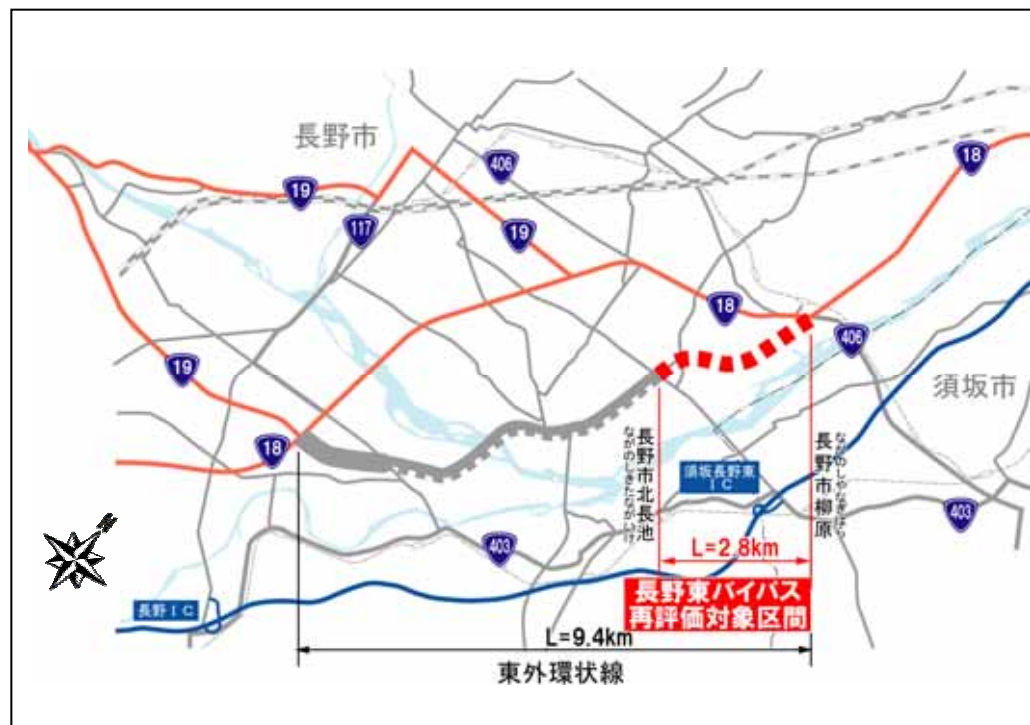 長野市
406
18
19
117
19
18
406
19
須坂市
18
長野市北長池
ながのしきたながいけ
須坂長野東
IC
長野市柳原
ながのしやなぎはら
403
403
N
L=2.8km
長野東バイパス
再評価対象区間
長野IC
L=9.4km
東外環状線